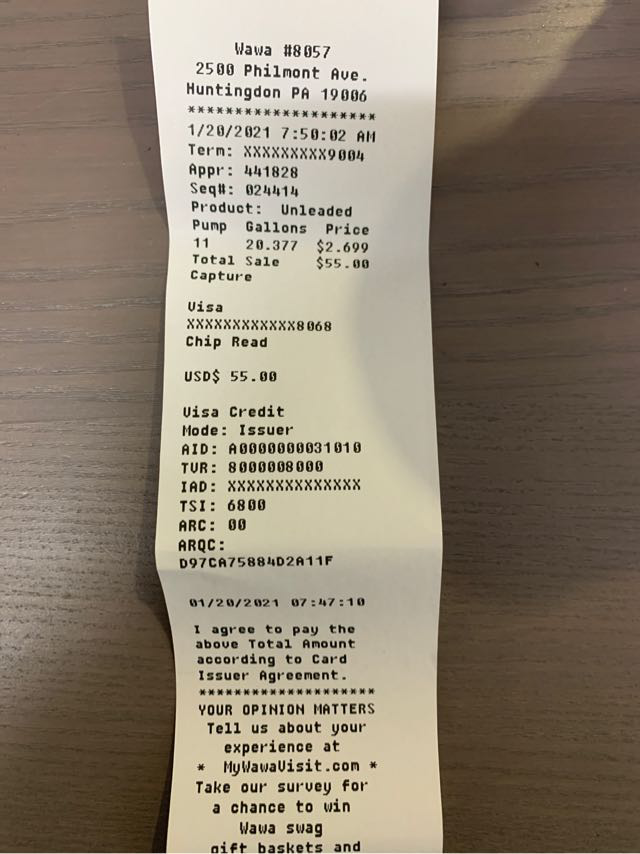 Wawa #8057
2500 Philmont Ave.
Huntingdon PA 19006
*******************
1/20/2021 7:50:02 AM
Term: XXXXXXXXX9004
Appr: 441828
Seq#: 024414
Product: Unleaded
Pump Gallons Price
11 20.377 $2.699
Total Sale $55.00
Capture
Visa
XXXXXXXXXXXX8068
Chip Read
USD$ 55.00
Visa Credit
Mode: Issuer
AID: A0000000031010
TVR: 8000008000
IAD: XXXXXXXXXXXXXX
TSI: 6800
ARC: 00
ARQC:
D97CA75884D2A11F
01/20/2021 07:47:10
I agree to pay the
above Total Amount
according to Card
Issuer Agreement.
*******************
YOUR OPINION MATTERS
Tell us about your
experience at
* MyWawaVisit.com *
Take our survey for
a chance to win
Wawa swag
gift baskets and